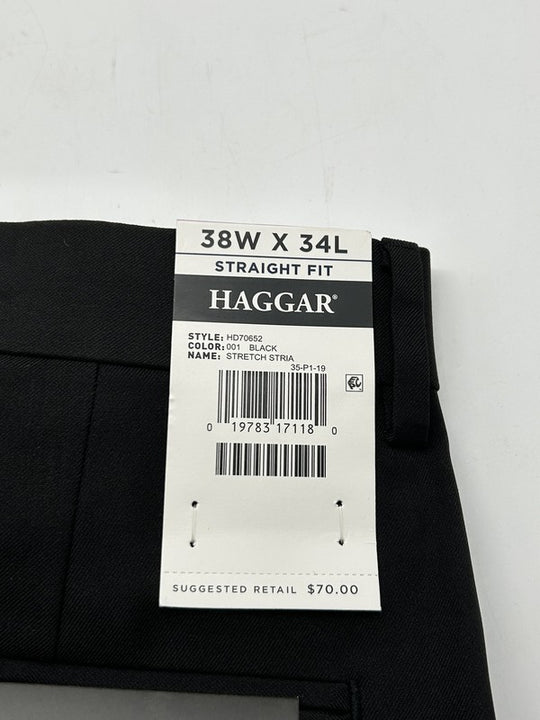 38W X 34L
STRAIGHT FIT
HAGGAR®
STYLE: HD70652
COLOR: 001 BLACK
NAME: STRETCH STRIA
35-P1-19
0 19783 17118 0
SUGGESTED RETAIL $70.00